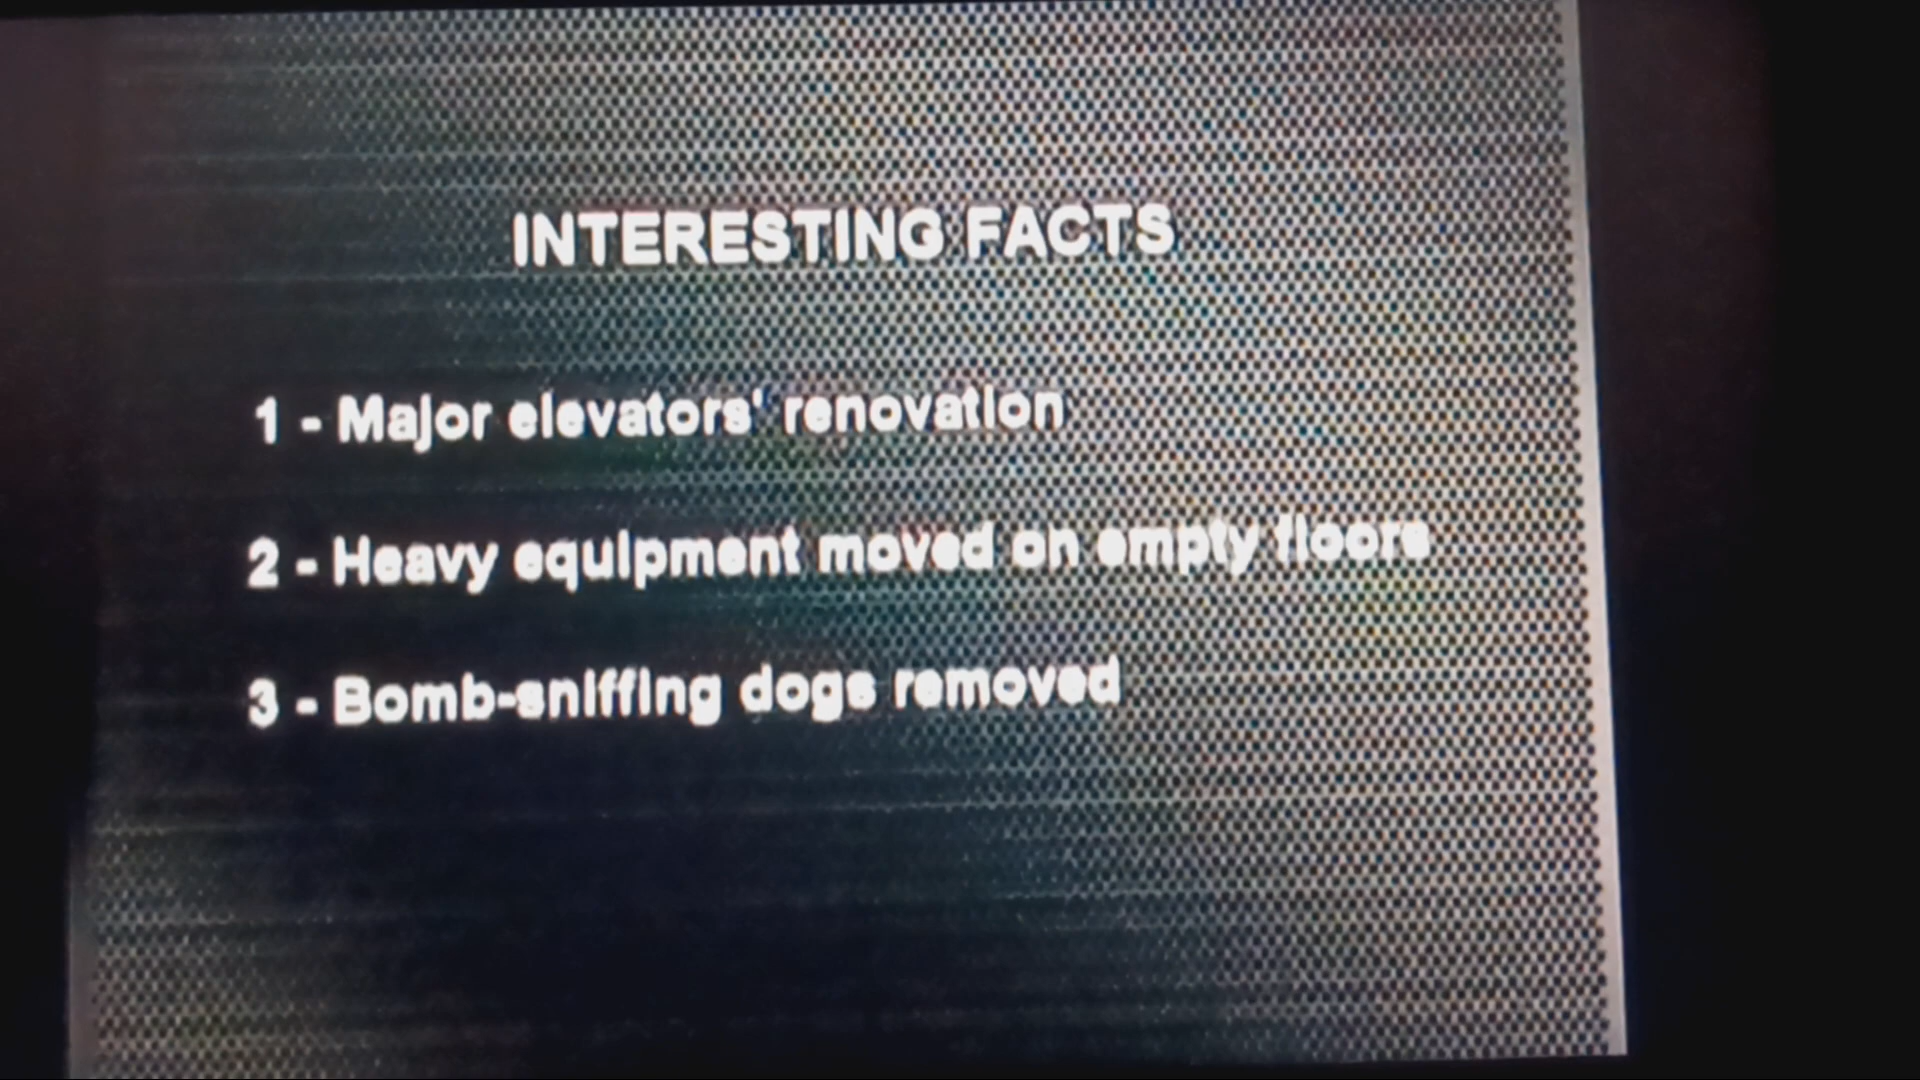 INTERESTING FACTS
1 - Major elevators' renovation
2 - Heavy equipment moved on empty floors
3 - Bomb-sniffing dogs removed